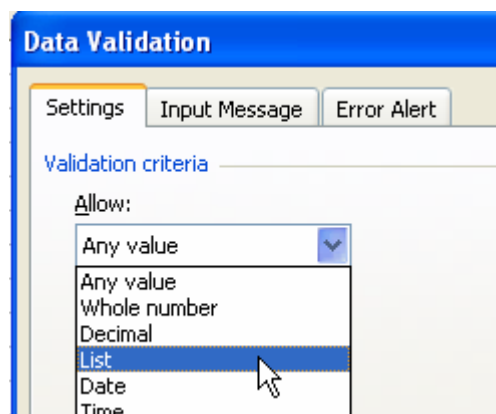 Data Validation
Settings Input Message Error Alert
Validation criteria
Allow:
Any value
Any value
Whole number
Decimal
List
Date
Time